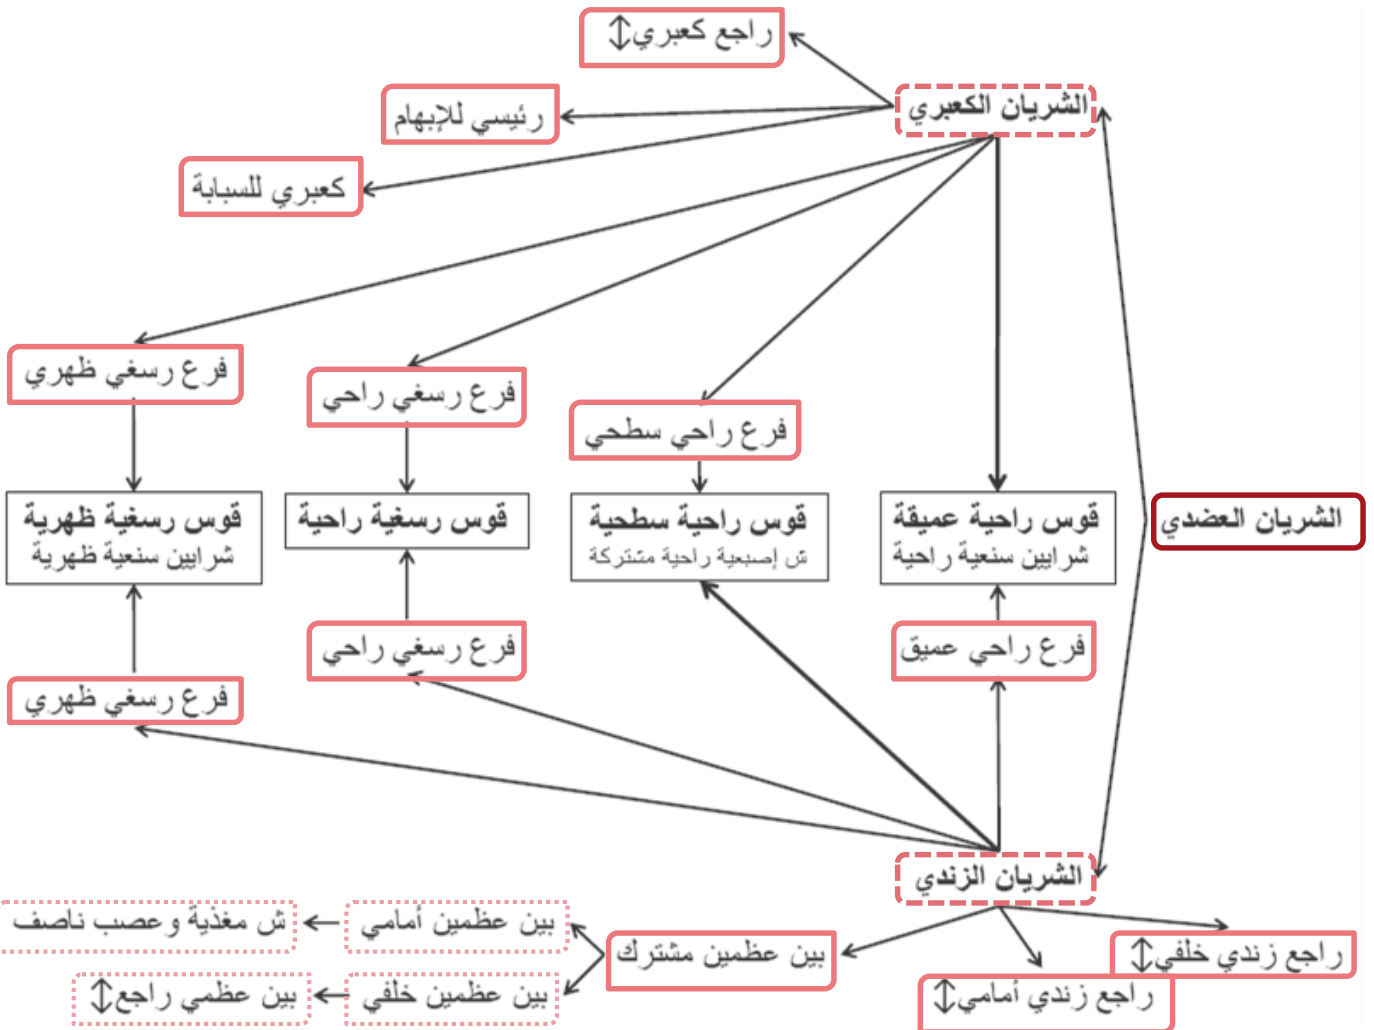 راجع كعبري↕
الشريان الكعبري
رئيسي للإبهام
كعبري للسبابة
فرع رسغي ظهري
فرع رسغي راحي
فرع راحي سطحي
الشريان العضدي
قوس راحية عميقة
شرايين سنعية راحية
قوس راحية سطحية
ش إصبعية راحية مشتركة
قوس رسغية راحية
قوس رسغية ظهرية
شرايين سنعية ظهرية
فرع راحي عميق
فرع رسغي راحي
فرع رسغي ظهري
الشريان الزندي
راجع زندي خلفي↕
راجع زندي أمامي↕
بين عظمين مشترك
بين عظمين أمامي
ش مغذية وعصب ناصف
بين عظمين خلفي
بين عظمي راجع↕